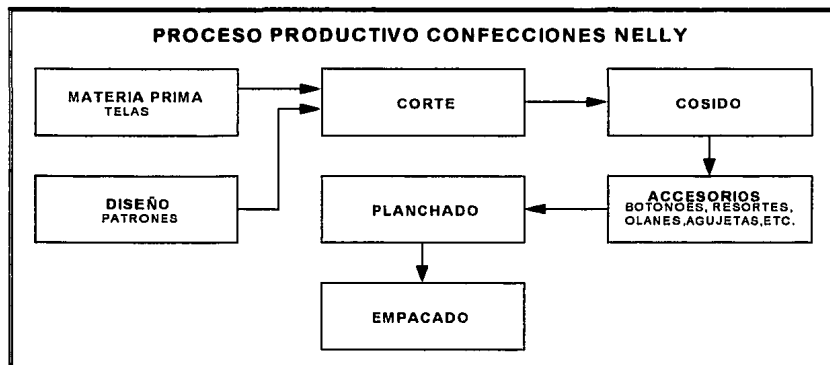 PROCESO PRODUCTIVO CONFECCIONES NELLY
MATERIA PRIMA
TELAS
CORTE
COSIDO
DISEÑO
PATRONES
PLANCHADO
ACCESORIOS
BOTONOES, RESORTES,
OLANES,AGUJETAS,ETC.
EMPACADO